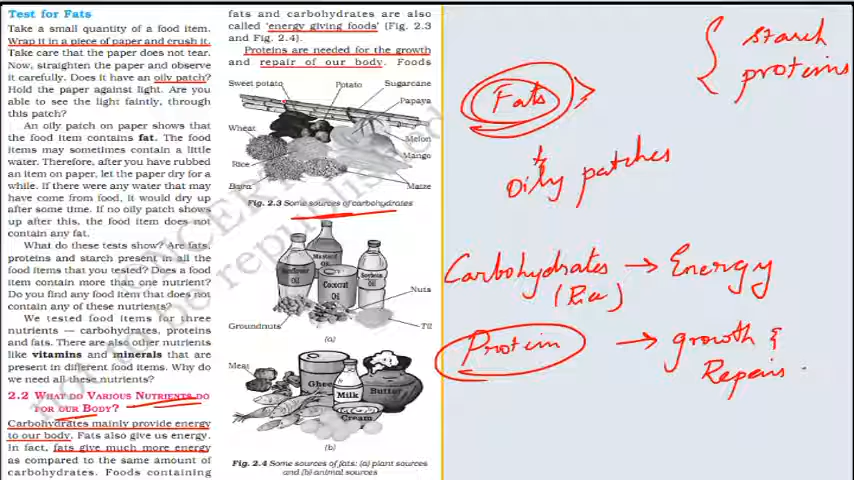 Test for Fats
Take a small quantity of a food item.
Wrap it in a piece of paper and crush it.
Take care that the paper does not tear.
Now, straighten the paper and observe
it carefully. Does it have an oily patch?
Hold the paper against light. Are you
able to see the light faintly, through
this patch?
An oily patch on paper shows that
the food item contains fat. The food
items may sometimes contain a little
water. Therefore, after you have rubbed
an item on paper, let the paper dry for a
while. If there were any water that may
have come from food, it would dry up
after some time. If no oily patch shows
up after this, the food item does not
contain any fat.
What do these tests show? Are fats,
proteins and starch present in all the
food items that you tested? Does a food
item contain more than one nutrient?
Do you find any food item that does not
contain any of these nutrients?
We tested food items for three
nutrients — carbohydrates, proteins
and fats. There are also other nutrients
like vitamins and minerals that are
present in different food items. Why do
we need all these nutrients?
2.2 WHAT DO VARIOUS NUTRIENTS DO
FOR OUR BODY?
Carbohydrates mainly provide energy
to our body. Fats also give us energy.
In fact, fats give much more energy
as compared to the same amount of
carbohydrates. Foods containing
fats and carbohydrates are also
called 'energy giving foods' (Fig. 2.3
and Fig. 2.4).
Proteins are needed for the growth
and repair of our body. Foods
Sweet potato
Potato
Sugarcane
Papaya
Melon
Mango
Maize
Wheat
Rice
Bajra
Fig. 2.3 Some sources of carbohydrates
Mustard
Oil
Sunflower
Oil
Coconut
Oil
Soybean
Oil
Nuts
Groundnuts
Til
(a)
Meat
Ghee
Milk
Butter
Cream
(b)
Fig. 2.4 Some sources of fats: (a) plant sources
and (b) animal sources
not to be republished
starch
proteins
Fats
Oily patches
Carbohydrates → Energy
(Rice)
Protein → growth &
Repairs